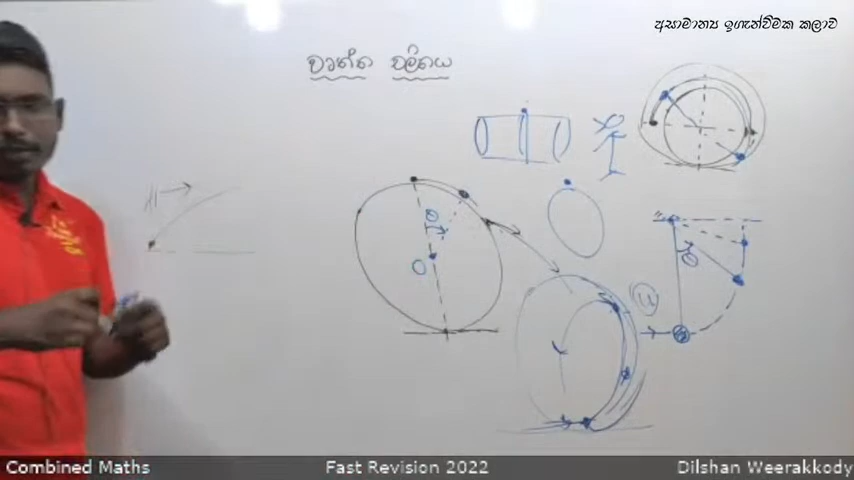 අසාමාන්‍ය ඉගැන්වීමක කලාව
වෘත්ත චලිතය
θ
O
θ
Combined Maths
Fast Revision 2022
Dilshan Weerakkody